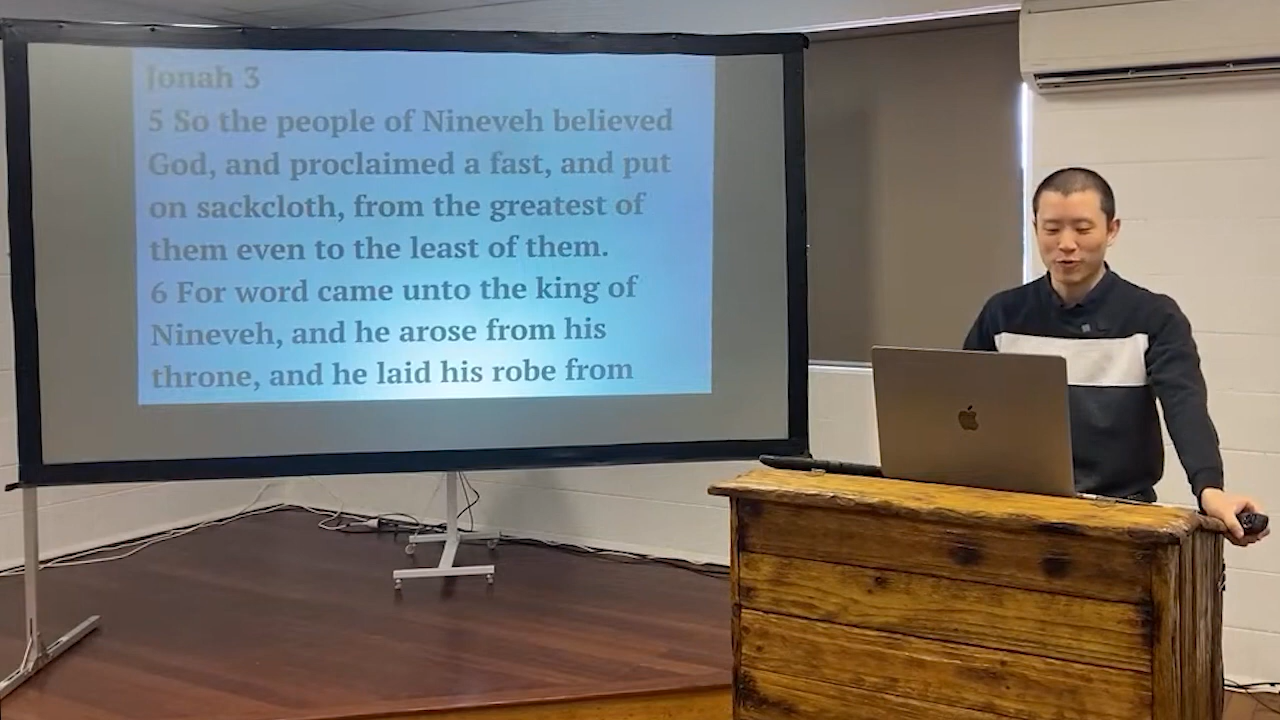 Jonah 3
5 So the people of Nineveh believed
God, and proclaimed a fast, and put
on sackcloth, from the greatest of
them even to the least of them.
6 For word came unto the king of
Nineveh, and he arose from his
throne, and he laid his robe from